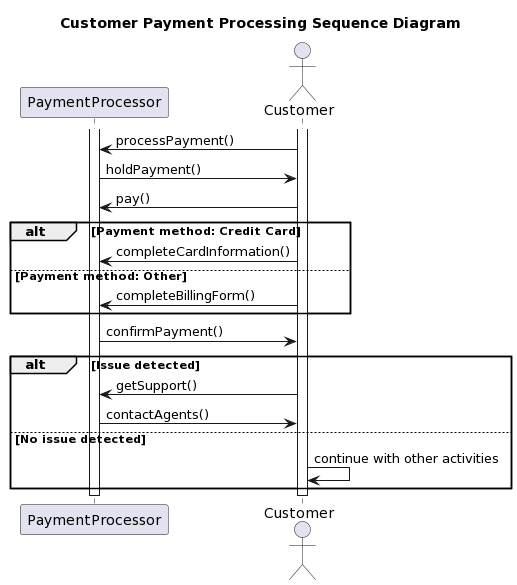 Customer Payment Processing Sequence Diagram
PaymentProcessor
Customer
processPayment()
holdPayment()
pay()
alt [Payment method: Credit Card]
completeCardInformation()
[Payment method: Other]
completeBillingForm()
confirmPayment()
alt [Issue detected]
getSupport()
contactAgents()
[No issue detected]
continue with other activities
PaymentProcessor
Customer